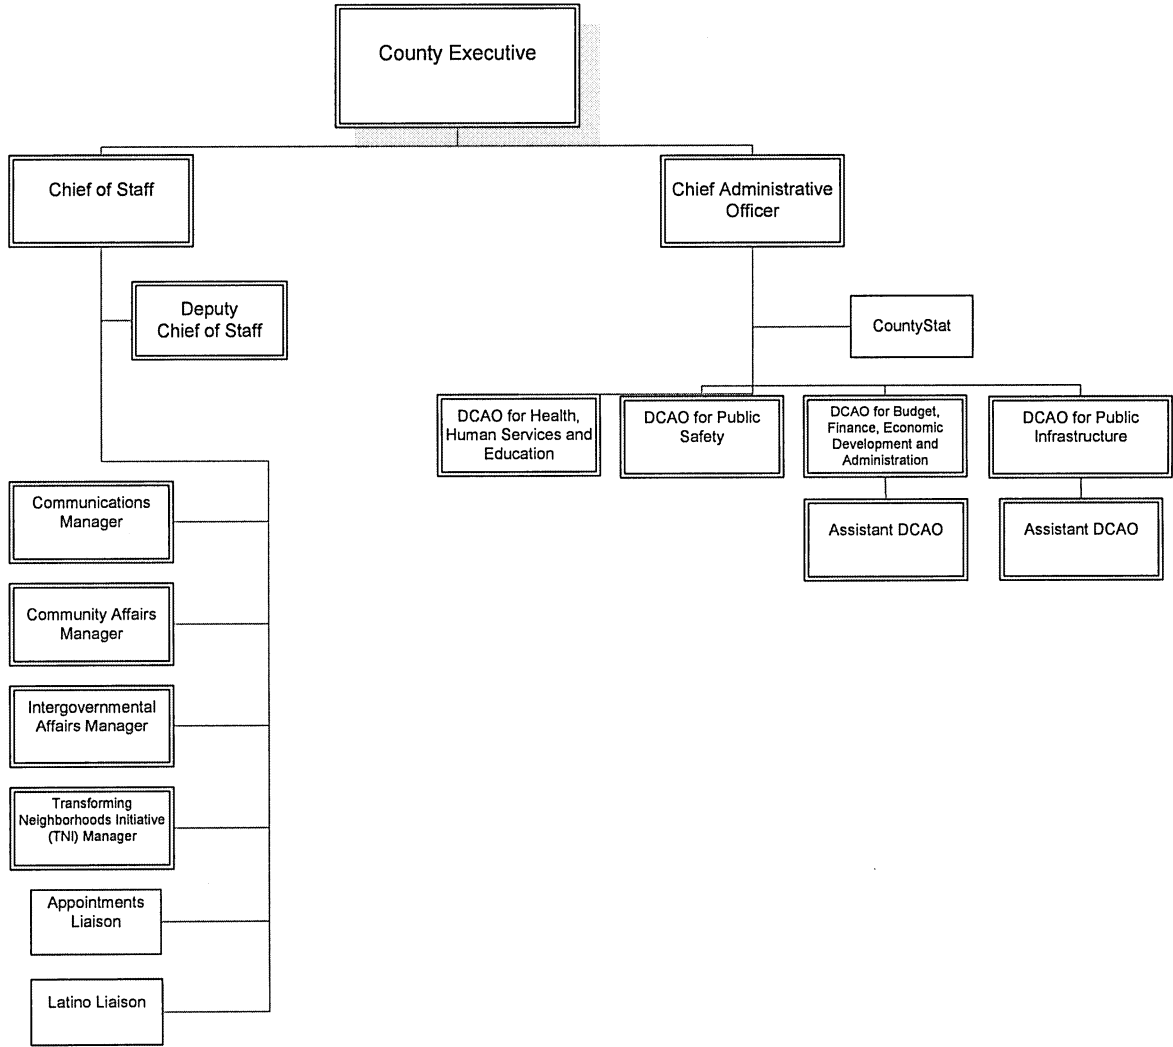 County Executive
Chief of Staff
Chief Administrative
Officer
Deputy
Chief of Staff
CountyStat
DCAO for Health,
Human Services and
Education
DCAO for Public
Safety
DCAO for Budget,
Finance, Economic
Development and
Administration
DCAO for Public
Infrastructure
Assistant DCAO
Assistant DCAO
Communications
Manager
Community Affairs
Manager
Intergovernmental
Affairs Manager
Transforming
Neighborhoods Initiative
(TNI) Manager
Appointments
Liaison
Latino Liaison